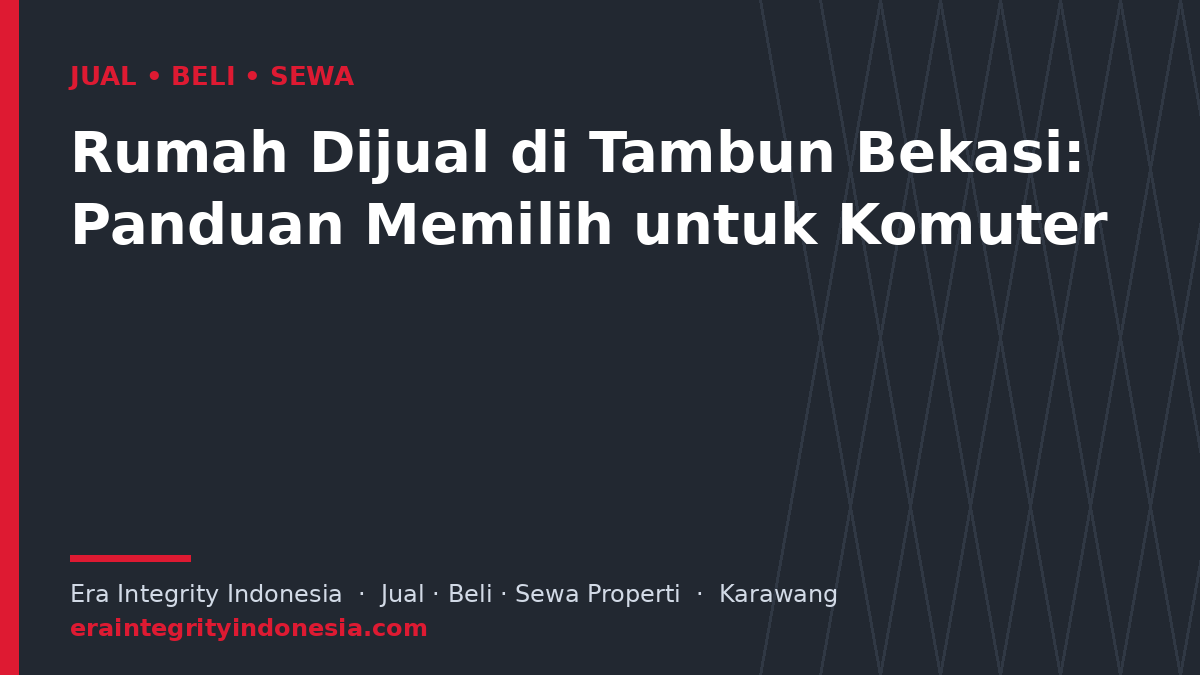 JUAL • BELI • SEWA
Rumah Dijual di Tambun Bekasi:
Panduan Memilih untuk Komuter
Era Integrity Indonesia · Jual · Beli · Sewa Properti · Karawang
eraintegrityindonesia.com